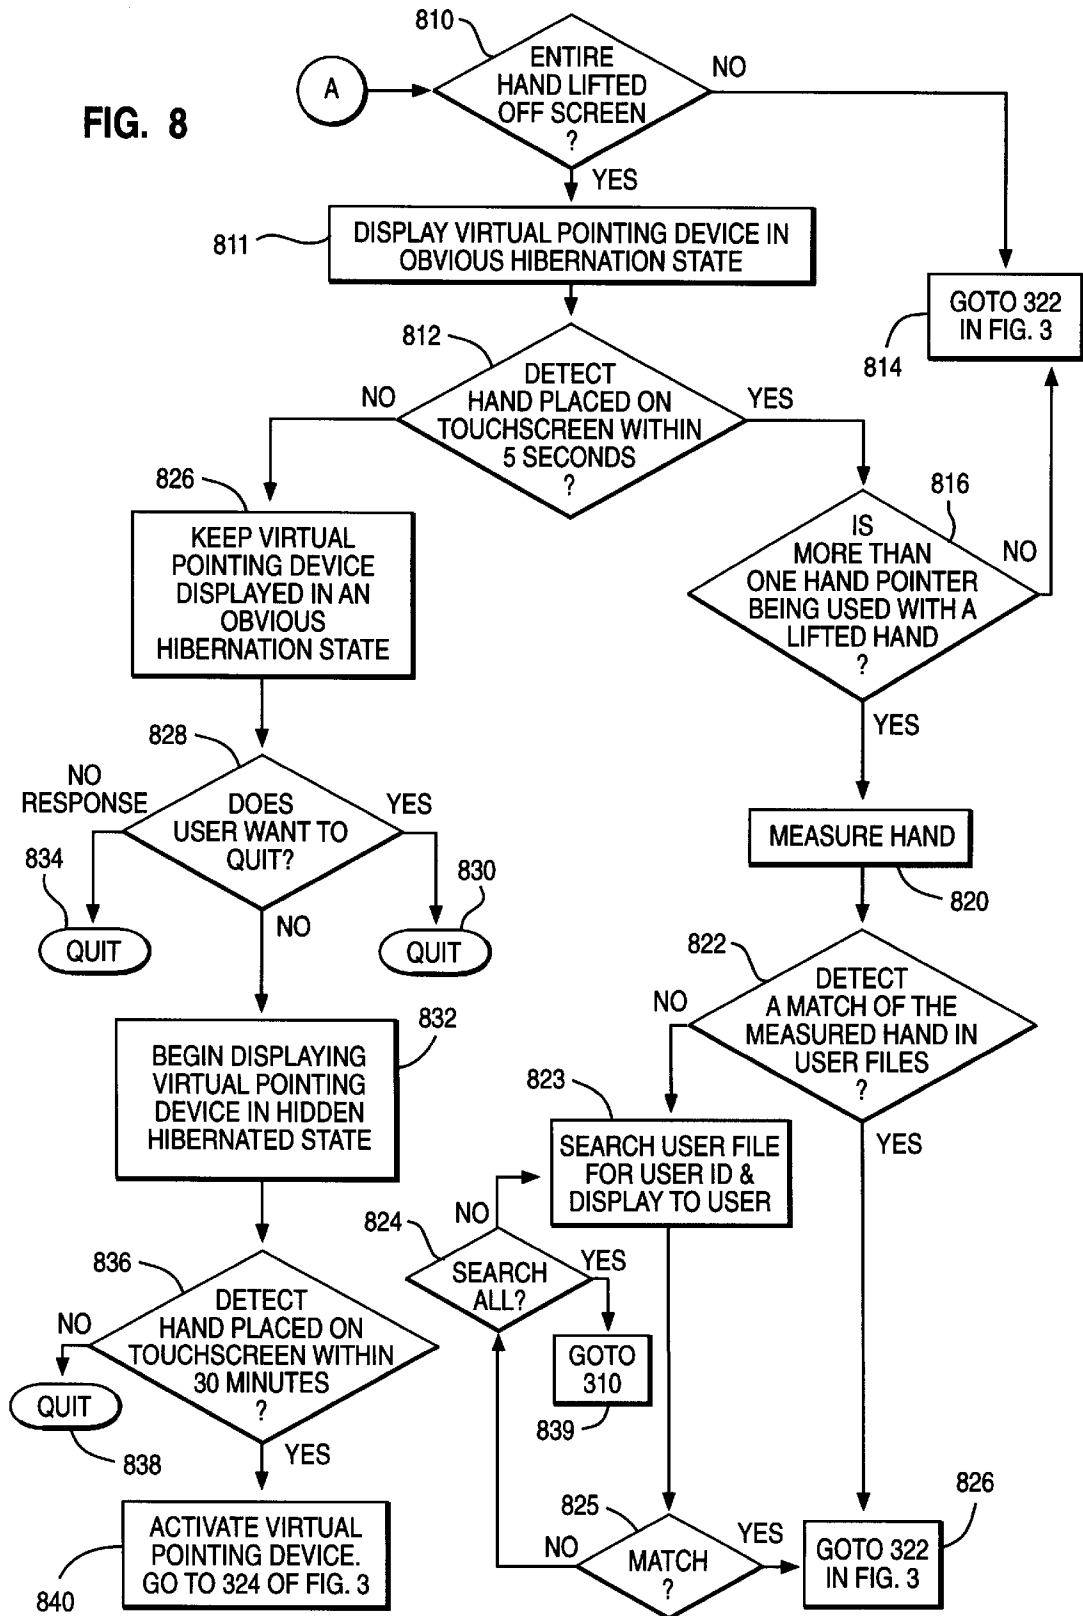 810
ENTIRE
HAND LIFTED
OFF SCREEN
?
NO
A
FIG. 8
YES
811
DISPLAY VIRTUAL POINTING DEVICE IN
OBVIOUS HIBERNATION STATE
GOTO 322
IN FIG. 3
814
812
DETECT
HAND PLACED ON
TOUCHSCREEN WITHIN
5 SECONDS
?
NO
YES
826
KEEP VIRTUAL
POINTING DEVICE
DISPLAYED IN AN
OBVIOUS
HIBERNATION STATE
816
IS
MORE THAN
ONE HAND POINTER
BEING USED WITH A
LIFTED HAND
?
NO
YES
828
NO
RESPONSE
DOES
USER WANT TO
QUIT?
YES
834
QUIT
NO
830
QUIT
MEASURE HAND
820
822
DETECT
A MATCH OF THE
MEASURED HAND IN
USER FILES
?
NO
YES
832
BEGIN DISPLAYING
VIRTUAL POINTING
DEVICE IN HIDDEN
HIBERNATED STATE
823
SEARCH USER FILE
FOR USER ID &
DISPLAY TO USER
824
NO
SEARCH
ALL?
YES
GOTO
310
839
836
DETECT
HAND PLACED ON
TOUCHSCREEN WITHIN
30 MINUTES
?
NO
QUIT
838
YES
ACTIVATE VIRTUAL
POINTING DEVICE.
GO TO 324 OF FIG. 3
840
825
NO
MATCH
?
YES
826
GOTO 322
IN FIG. 3